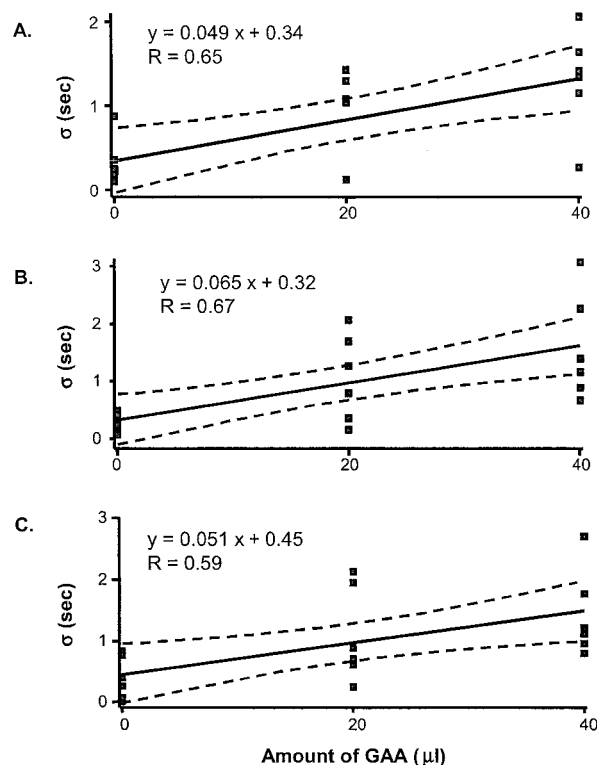 A.
y = 0.049 x + 0.34
R = 0.65
σ (sec)
2
1
0
0
20
40
B.
y = 0.065 x + 0.32
R = 0.67
σ (sec)
3
2
1
0
0
20
40
C.
y = 0.051 x + 0.45
R = 0.59
σ (sec)
3
2
1
0
0
20
40
Amount of GAA (μl)